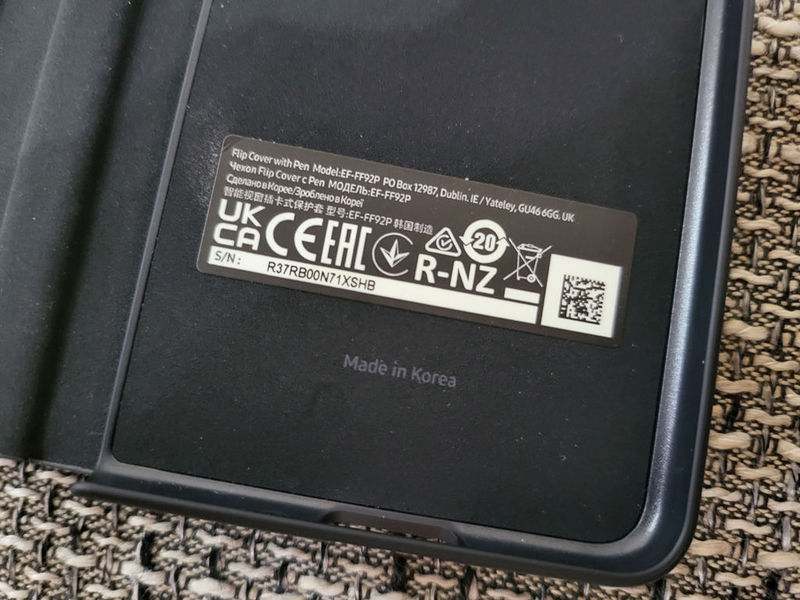 Flip Cover with Pen Model:EF-FF92P PO Box 12987, Dublin. IE / Yateley, GU46 6GG. UK
Чехол Flip Cover с Pen МОДЕЛЬ:EF-FF92P
Сделано в Корее/Зроблено в Кореї
智能视窗插卡式保护套 型号:EF-FF92P 韩国制造
UK CA CE EAC 20
R-NZ
S/N : R37RB00N71XSHB
Made in Korea